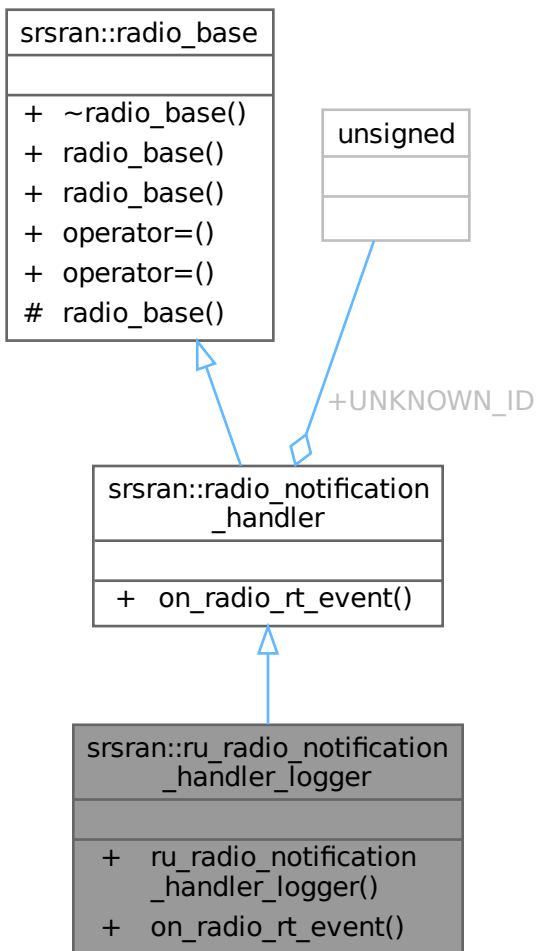 srsran::radio_base
+ ~radio_base()
+ radio_base()
+ radio_base()
+ operator=()
+ operator=()
# radio_base()
unsigned
+UNKNOWN_ID
srsran::radio_notification
_handler
+ on_radio_rt_event()
srsran::ru_radio_notification
_handler_logger
+ ru_radio_notification
_handler_logger()
+ on_radio_rt_event()